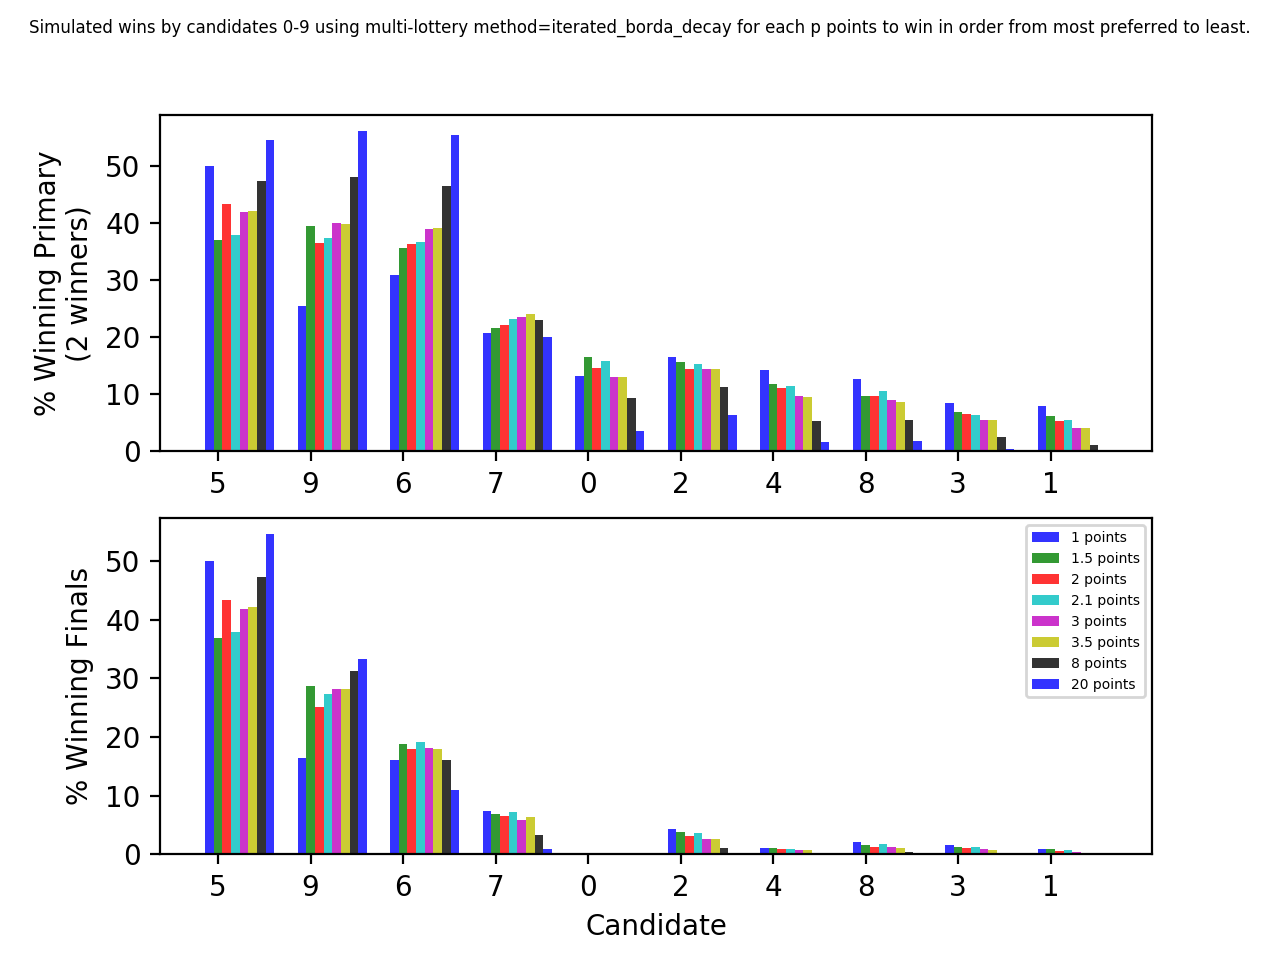 Simulated wins by candidates 0-9 using multi-lottery method=iterated_borda_decay for each p points to win in order from most preferred to least.
% Winning Primary
(2 winners)
50
40
30
20
10
0
5 9 6 7 0 2 4 8 3 1
% Winning Finals
50
40
30
20
10
0
1 points
1.5 points
2 points
2.1 points
3 points
3.5 points
8 points
20 points
5 9 6 7 0 2 4 8 3 1
Candidate